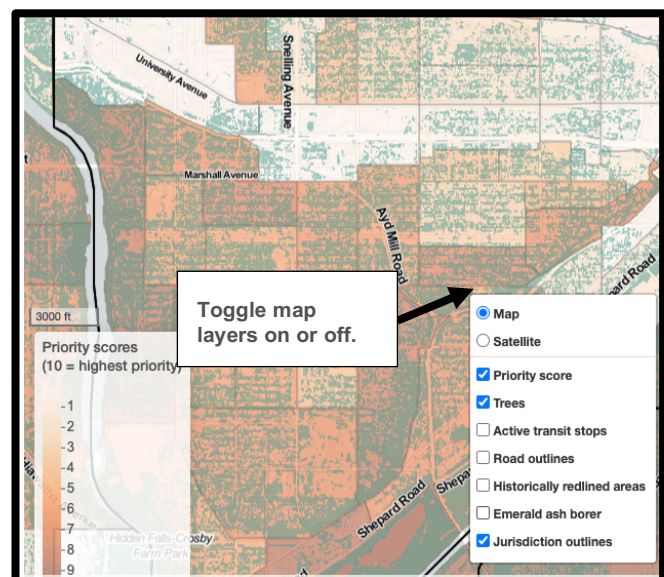 Snelling Avenue
University Avenue
Marshall Avenue
Ayd Mill Road
Toggle map
layers on or off.
Shepard Road
3000 ft
Map
Satellite
Priority scores
(10 = highest priority)
Priority score
Trees
Active transit stops
Road outlines
Historically redlined areas
Emerald ash borer
Jurisdiction outlines
-1
-2
-3
-4
-5
-6
-7
-8
-9
Shepard Road
Hidden Falls-Crosby
Farm Park